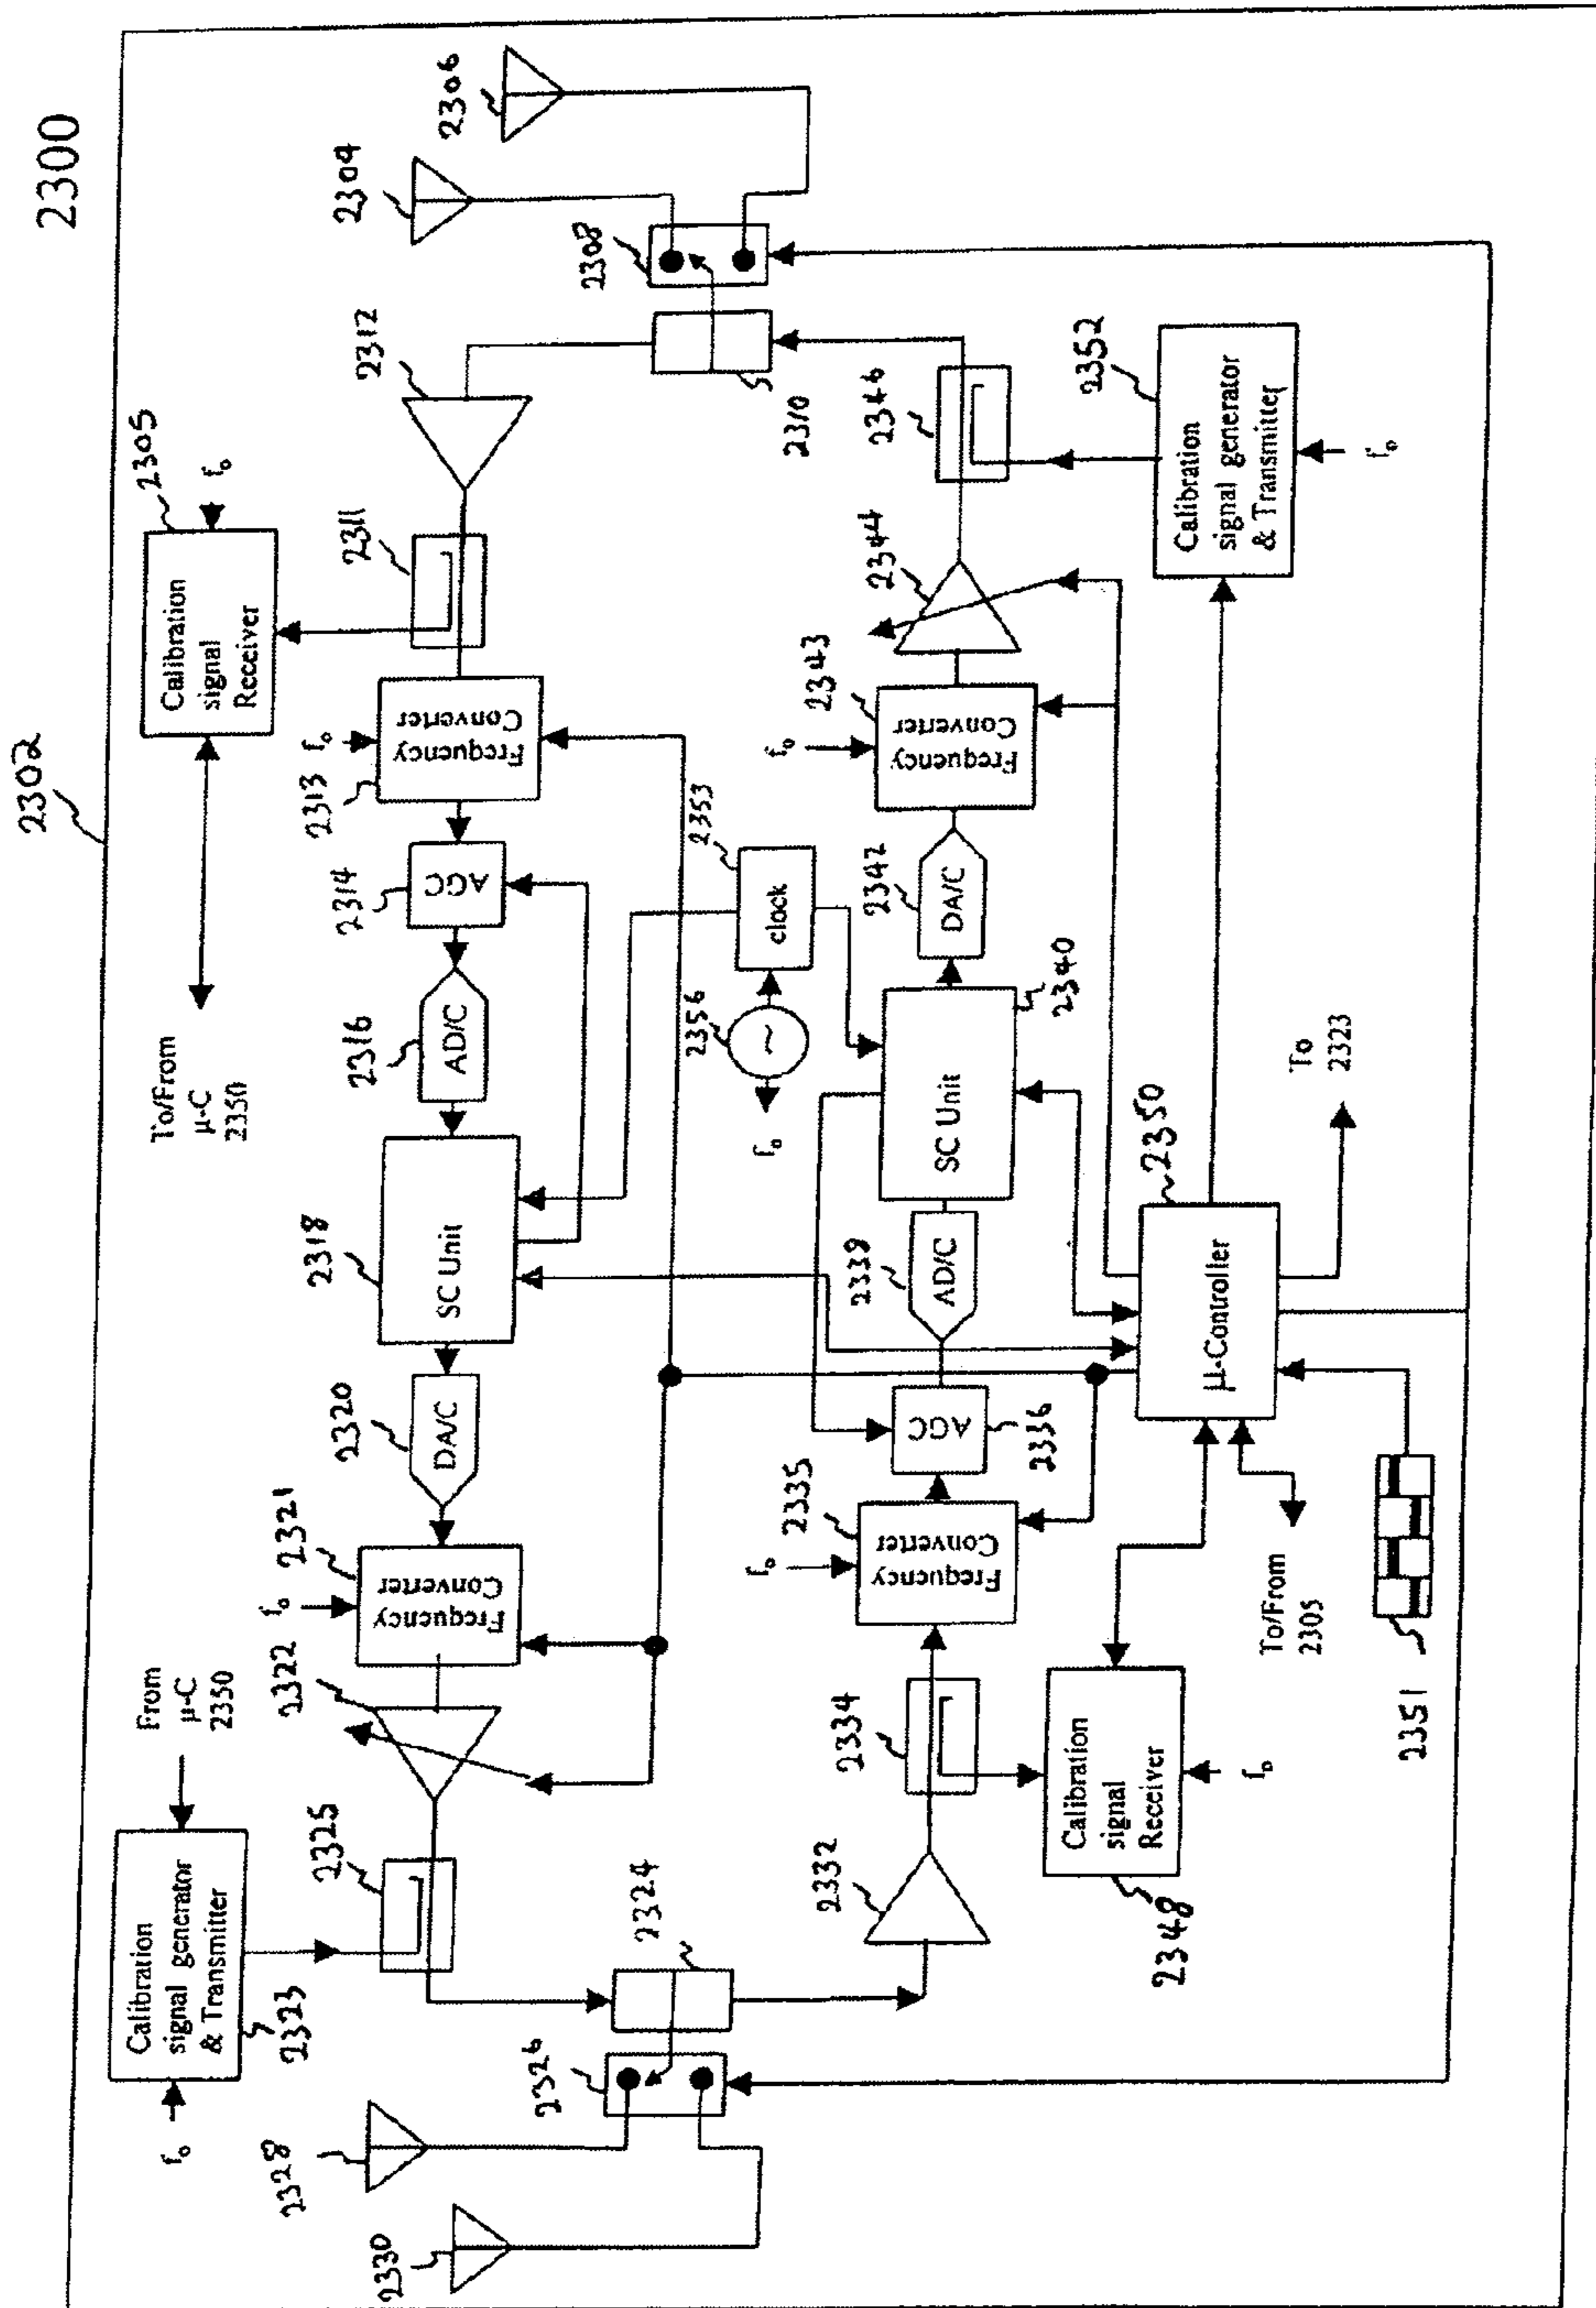 2300
2302
2304
2306
2308
2310
2312
2305
f₀
Calibration
signal
Receiver
To/From
μ-C
2350
2311
2313
f₀
Frequency
Converter
2314
AGC
2316
AD/C
2318
SC Unit
2320
DA/C
2321
f₀
Frequency
Converter
2322
From
μ-C
2350
Calibration
signal generator
& Transmitter
2323
f₀
2325
2324
2326
2328
2330
2332
2334
2335
f₀
Frequency
Converter
2336
AGC
2339
AD/C
SC Unit
2340
2353
clock
2356
~
f₀
2342
DA/C
2343
f₀
Frequency
Converter
2344
2346
2352
Calibration
signal generator
& Transmitter
f₀
2350
μ-Controller
To
2323
To/From
2305
2351
Calibration
signal
Receiver
2348
f₀